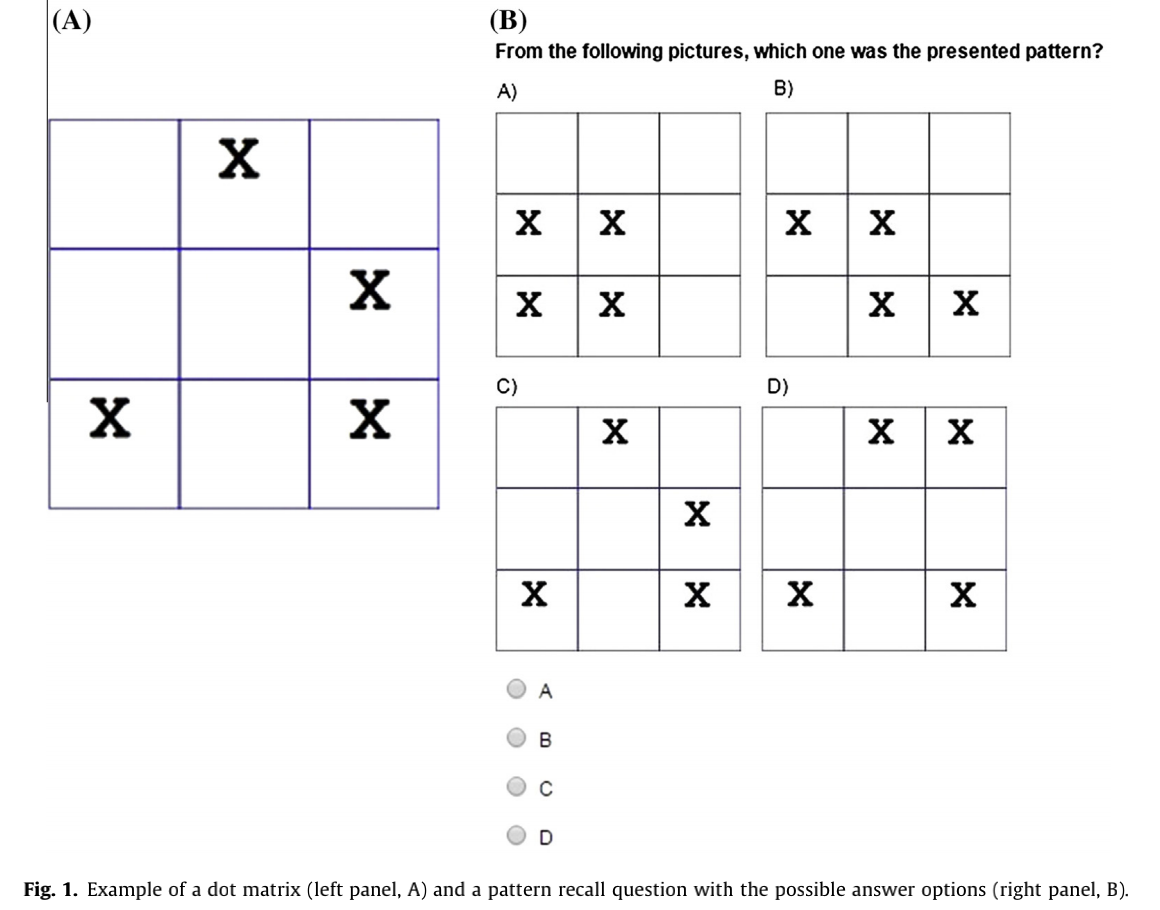 (A)
X
X
X X
(B)
From the following pictures, which one was the presented pattern?
A) B)
X X X X
X X X X
C) D)
X X X
X
X X X X
A
B
C
D
Fig. 1. Example of a dot matrix (left panel, A) and a pattern recall question with the possible answer options (right panel, B).